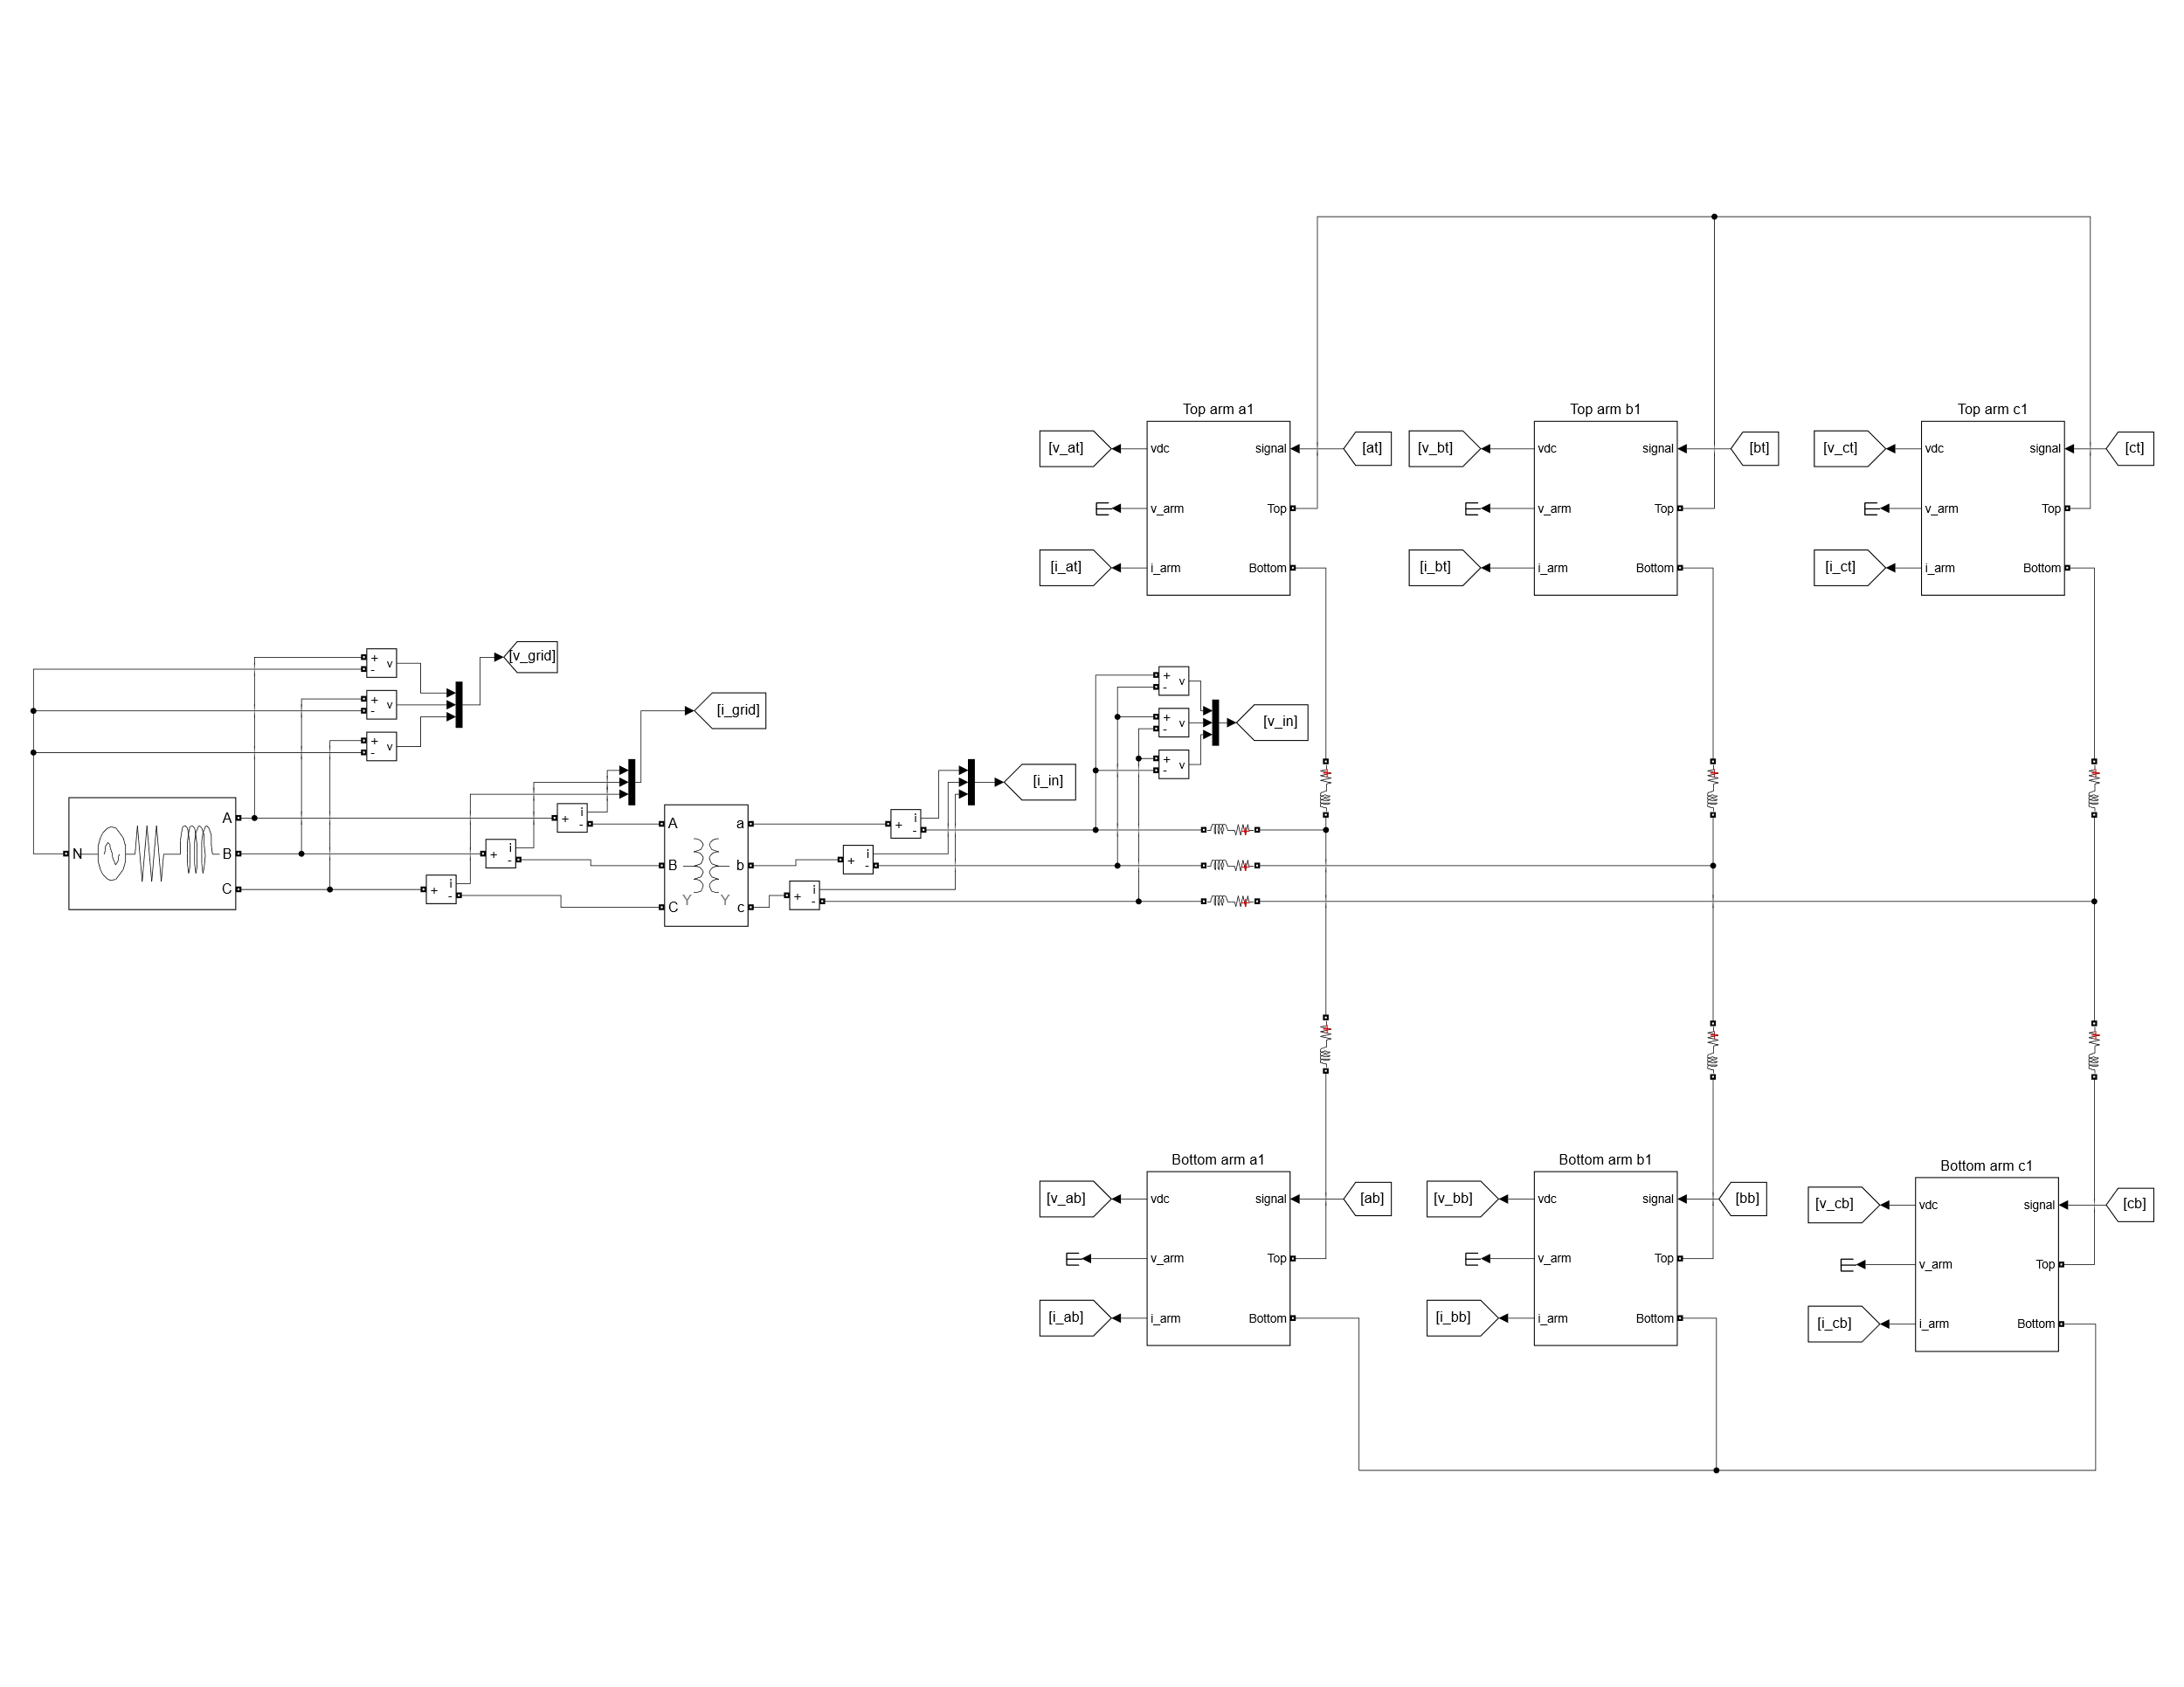 Top arm a1
Top arm b1
Top arm c1
[v_at]
vdc
signal
[at]
[v_bt]
vdc
signal
[bt]
[v_ct]
vdc
signal
[ct]
v_arm
Top
v_arm
Top
v_arm
Top
[i_at]
i_arm
Bottom
[i_bt]
i_arm
Bottom
[i_ct]
i_arm
Bottom
+
-
v
[v_grid]
+
-
v
+
-
v
[i_grid]
+
-
v
+
-
v
[v_in]
+
-
v
[i_in]
N
A
B
C
+
i
-
+
i
-
+
i
-
A
B
C
a
b
c
Y
Y
+
i
-
+
i
-
+
i
-
Bottom arm a1
Bottom arm b1
Bottom arm c1
[v_ab]
vdc
signal
[ab]
[v_bb]
vdc
signal
[bb]
[v_cb]
vdc
signal
[cb]
v_arm
Top
v_arm
Top
v_arm
Top
[i_ab]
i_arm
Bottom
[i_bb]
i_arm
Bottom
[i_cb]
i_arm
Bottom